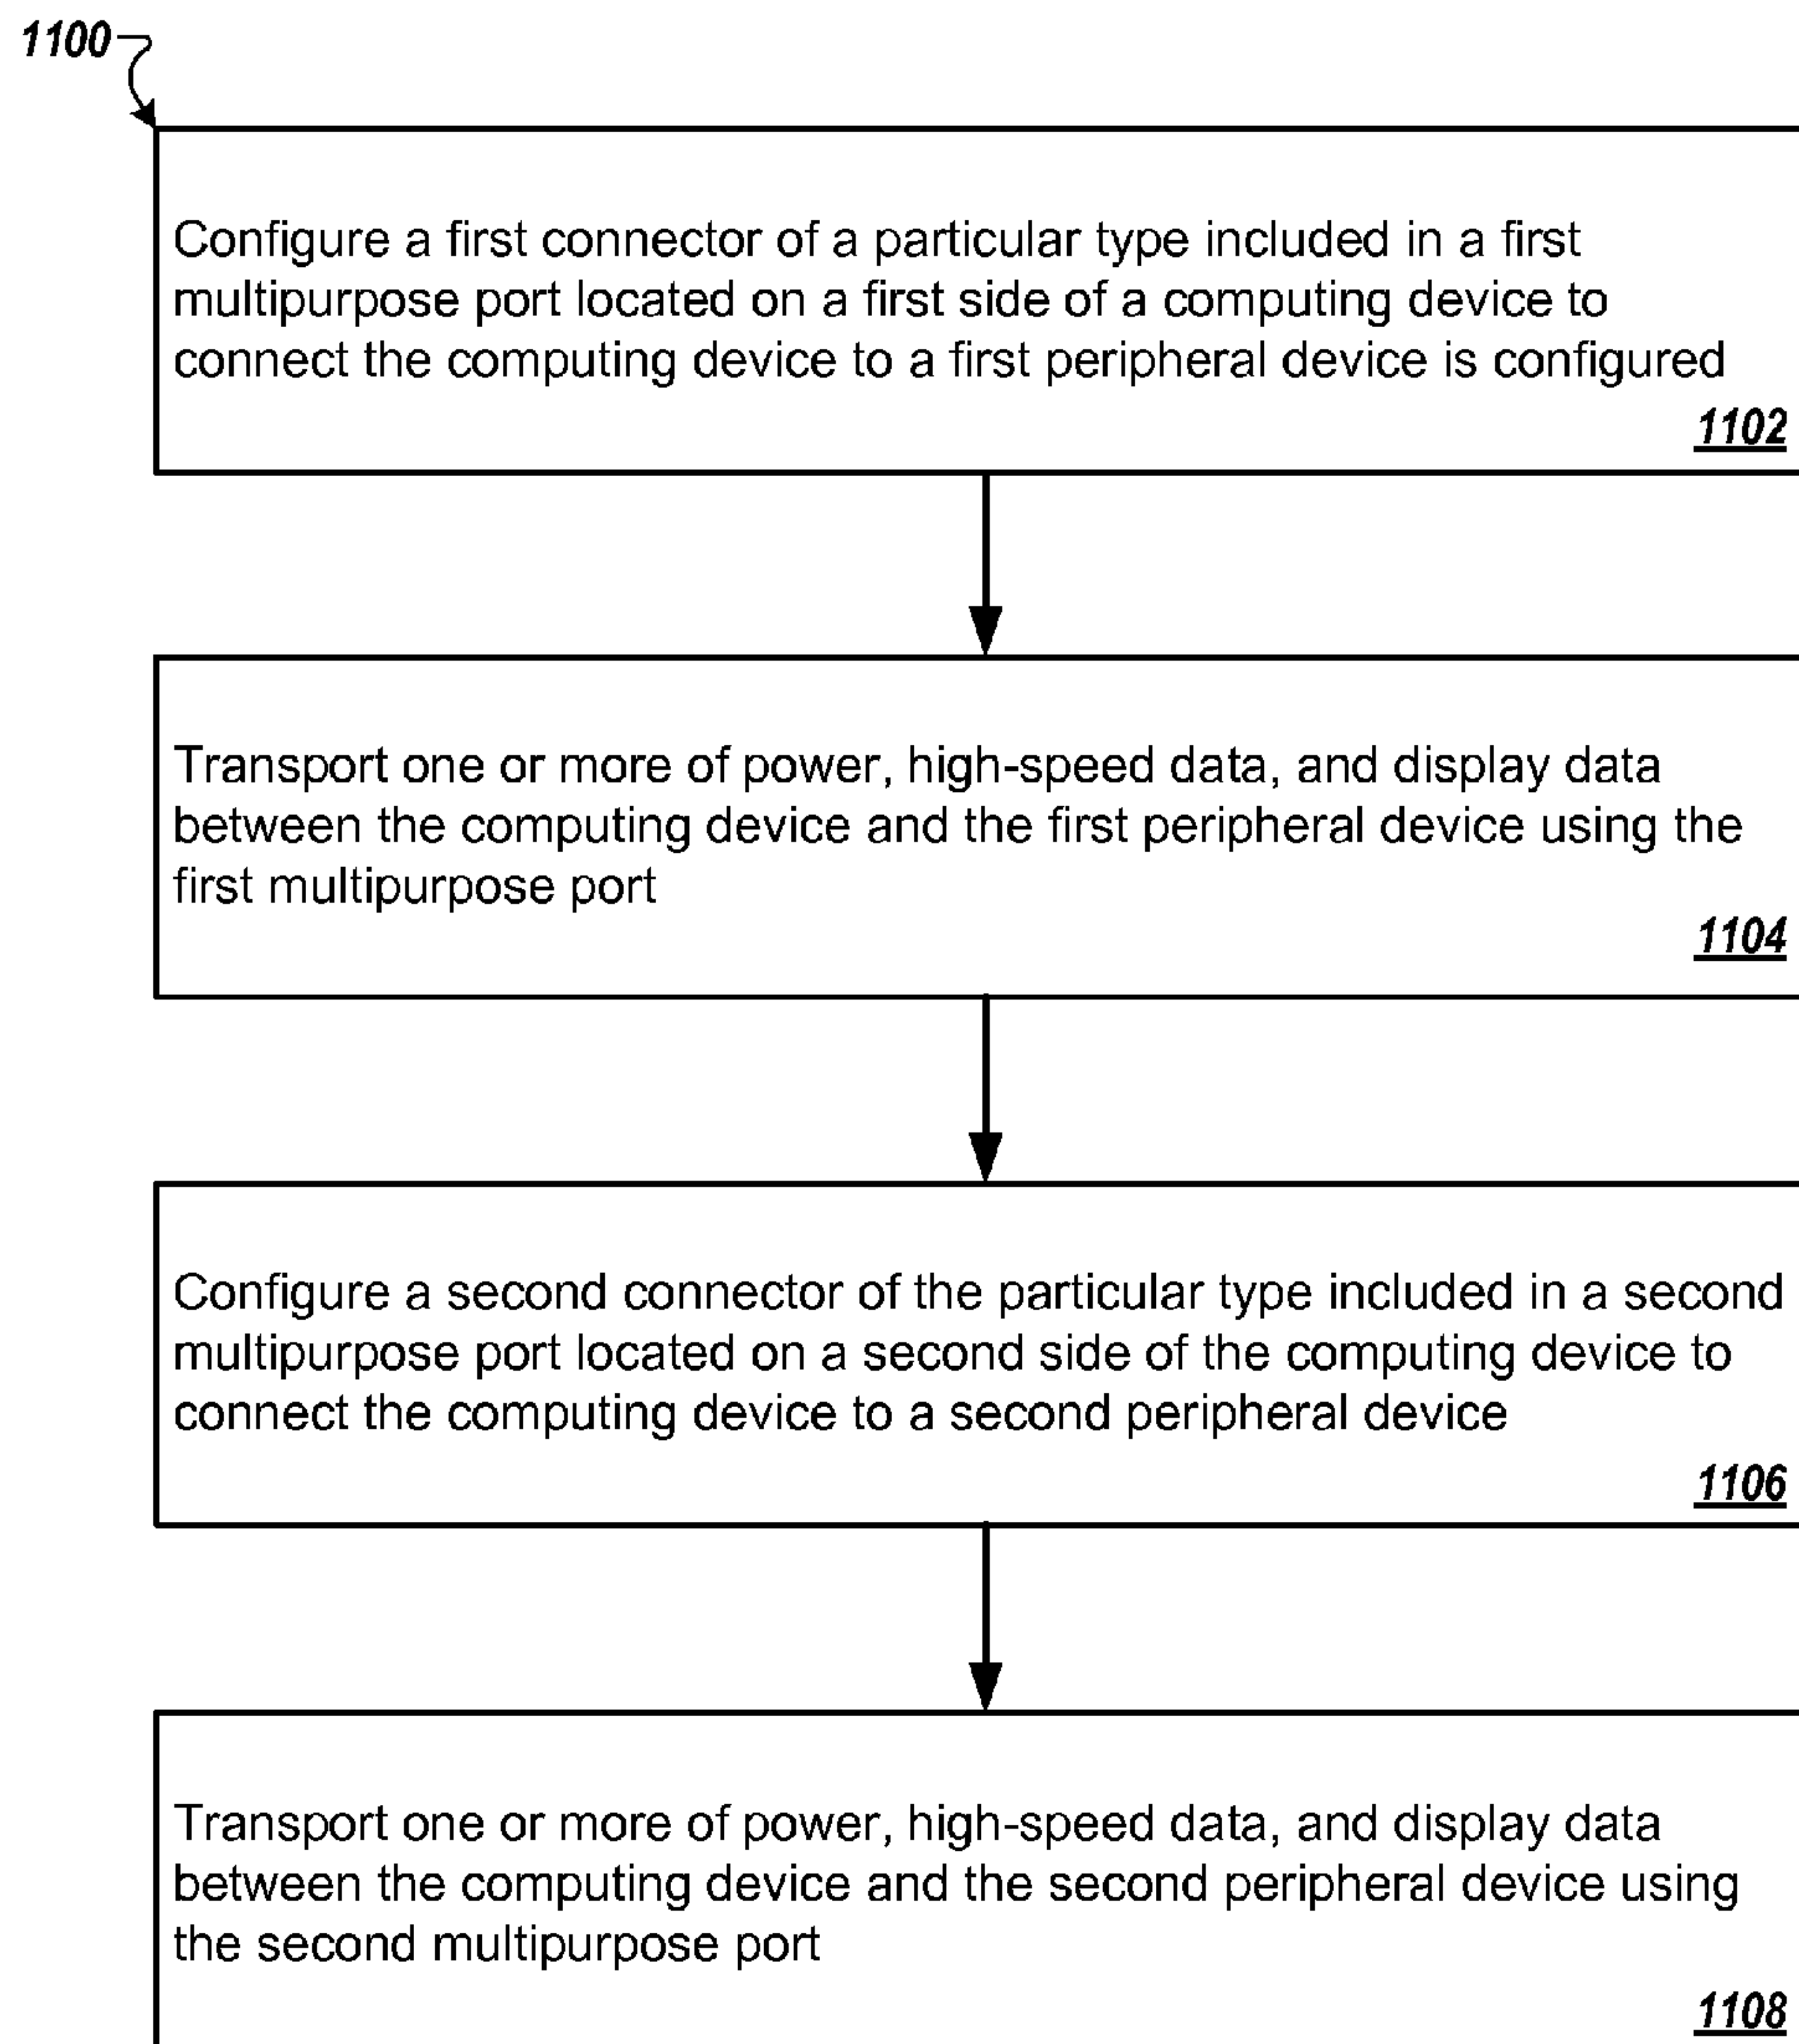 1100
Configure a first connector of a particular type included in a first
multipurpose port located on a first side of a computing device to
connect the computing device to a first peripheral device is configured
1102
Transport one or more of power, high-speed data, and display data
between the computing device and the first peripheral device using the
first multipurpose port
1104
Configure a second connector of the particular type included in a second
multipurpose port located on a second side of the computing device to
connect the computing device to a second peripheral device
1106
Transport one or more of power, high-speed data, and display data
between the computing device and the second peripheral device using
the second multipurpose port
1108